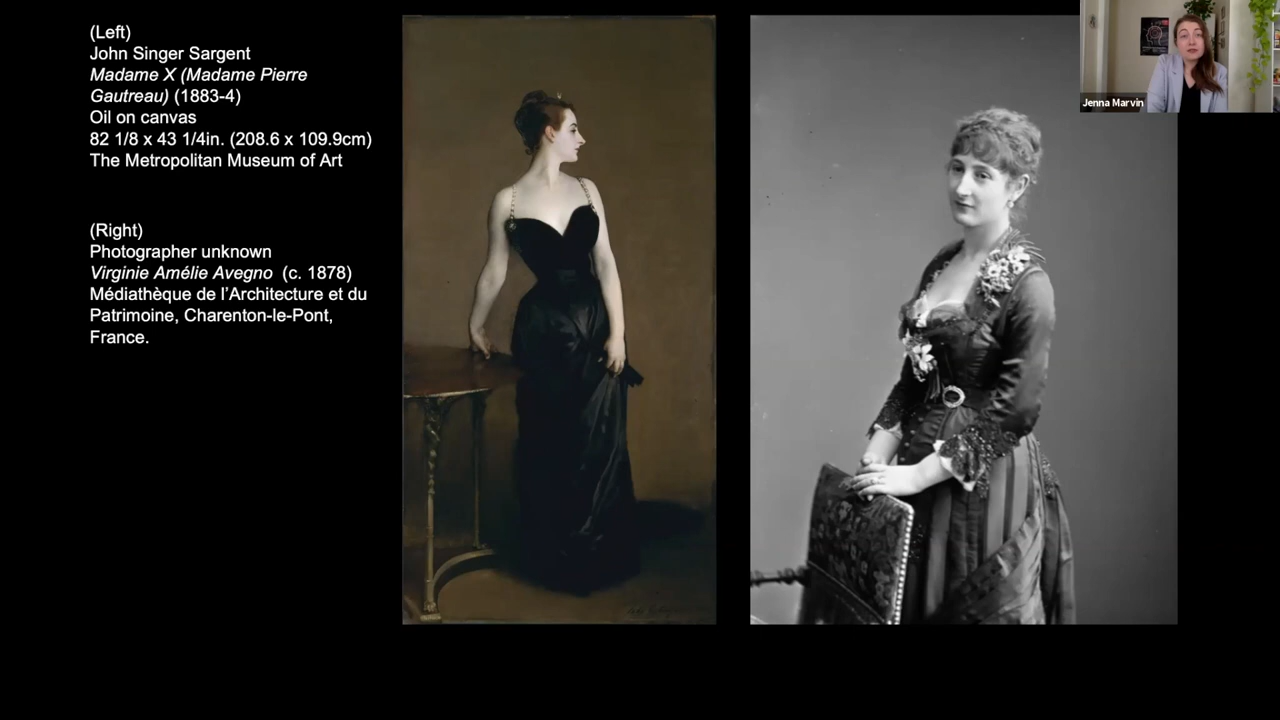 (Left)
John Singer Sargent
Madame X (Madame Pierre
Gautreau) (1883-4)
Oil on canvas
82 1/8 x 43 1/4in. (208.6 x 109.9cm)
The Metropolitan Museum of Art
(Right)
Photographer unknown
Virginie Amélie Avegno (c. 1878)
Médiathèque de l’Architecture et du
Patrimoine, Charenton-le-Pont,
France.
Jenna Marvin